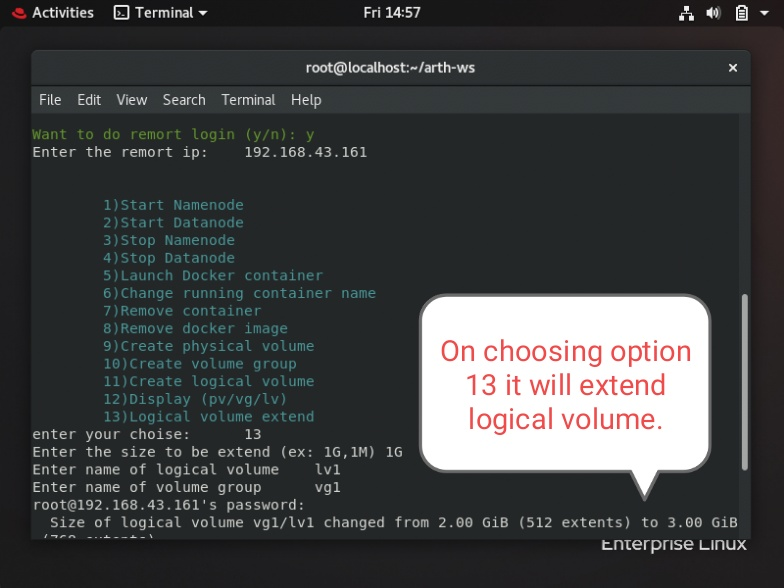 Activities Terminal Fri 14:57
root@localhost:~/arth-ws ×
File Edit View Search Terminal Help
Want to do remort login (y/n): y
Enter the remort ip: 192.168.43.161
1)Start Namenode
2)Start Datanode
3)Stop Namenode
4)Stop Datanode
5)Launch Docker container
6)Change running container name
7)Remove container
8)Remove docker image
9)Create physical volume
10)Create volume group
11)Create logical volume
12)Display (pv/vg/lv)
13)Logical volume extend
enter your choise: 13
Enter the size to be extend (ex: 1G,1M) 1G
Enter name of logical volume lv1
Enter name of volume group vg1
root@192.168.43.161's password:
Size of logical volume vg1/lv1 changed from 2.00 GiB (512 extents) to 3.00 GiB
(768 extents)
On choosing option
13 it will extend
logical volume.
Enterprise Linux